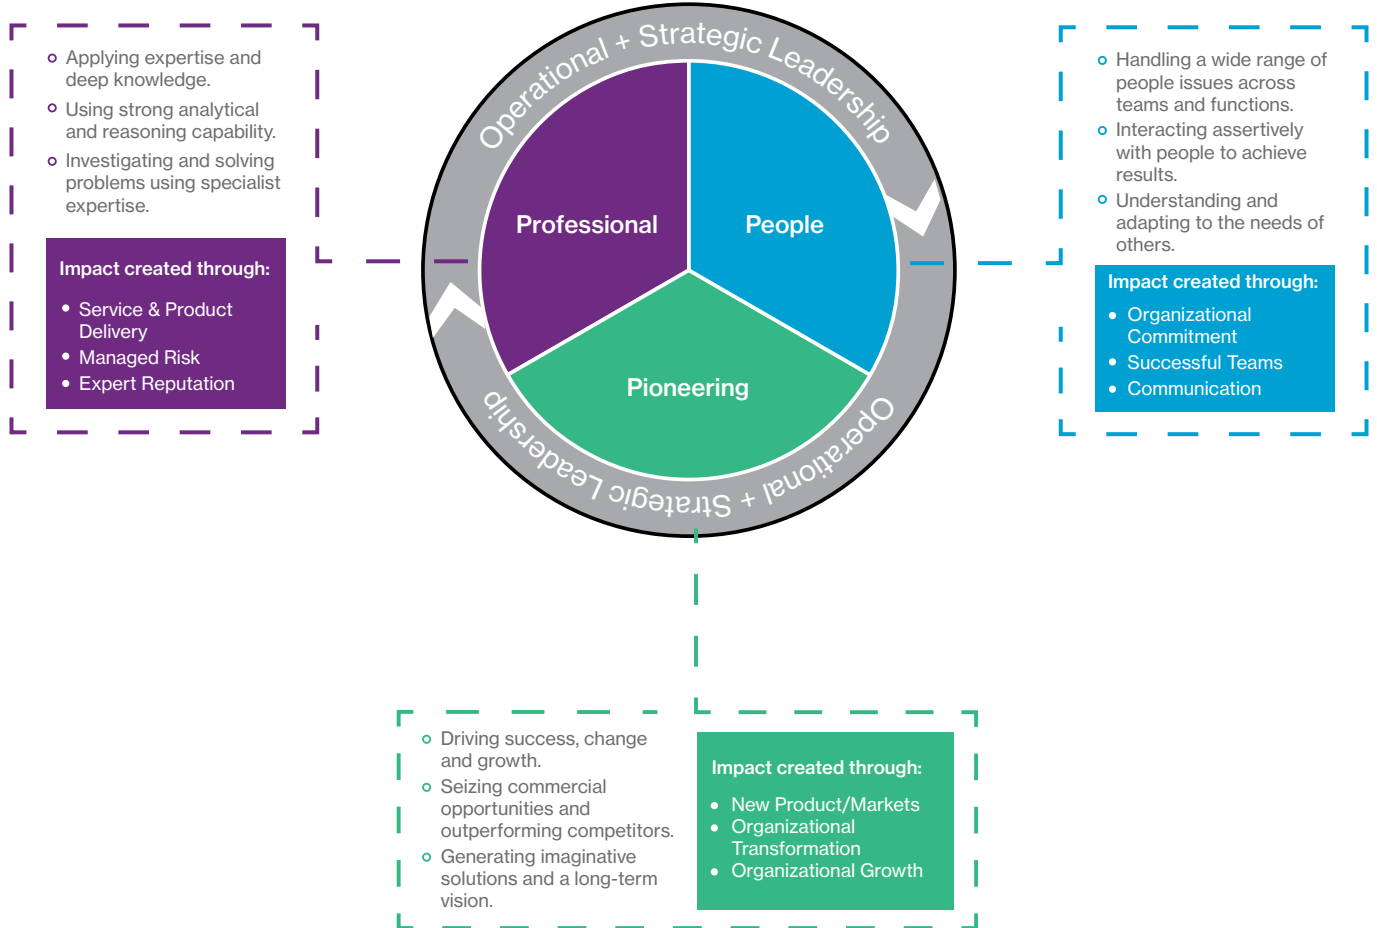 Operational + Strategic Leadership
Applying expertise and
deep knowledge.
Using strong analytical
and reasoning capability.
Investigating and solving
problems using specialist
expertise.
Impact created through:
Service & Product
Delivery
Managed Risk
Expert Reputation
Professional
People
Pioneering
Operational + Strategic Leadership
Handling a wide range of
people issues across
teams and functions.
Interacting assertively
with people to achieve
results.
Understanding and
adapting to the needs of
others.
Impact created through:
Organizational
Commitment
Successful Teams
Communication
Driving success, change
and growth.
Seizing commercial
opportunities and
outperforming competitors.
Generating imaginative
solutions and a long-term
vision.
Impact created through:
New Product/Markets
Organizational
Transformation
Organizational Growth